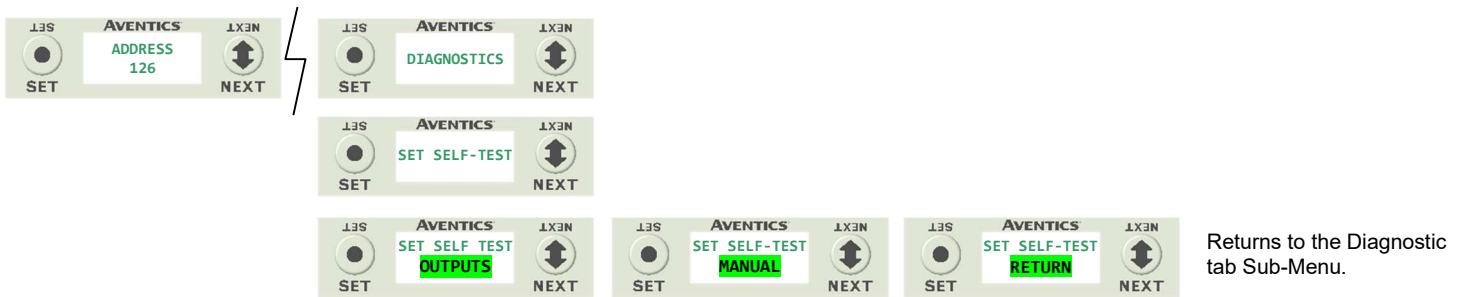 SET AVENTICS NEXT
ADDRESS
126
SET NEXT
SET AVENTICS NEXT
DIAGNOSTICS
SET NEXT
SET AVENTICS NEXT
SET SELF-TEST
SET NEXT
SET AVENTICS NEXT
SET SELF TEST
OUTPUTS
SET NEXT
SET AVENTICS NEXT
SET SELF-TEST
MANUAL
SET NEXT
SET AVENTICS NEXT
SET SELF-TEST
RETURN
SET NEXT
Returns to the Diagnostic
tab Sub-Menu.